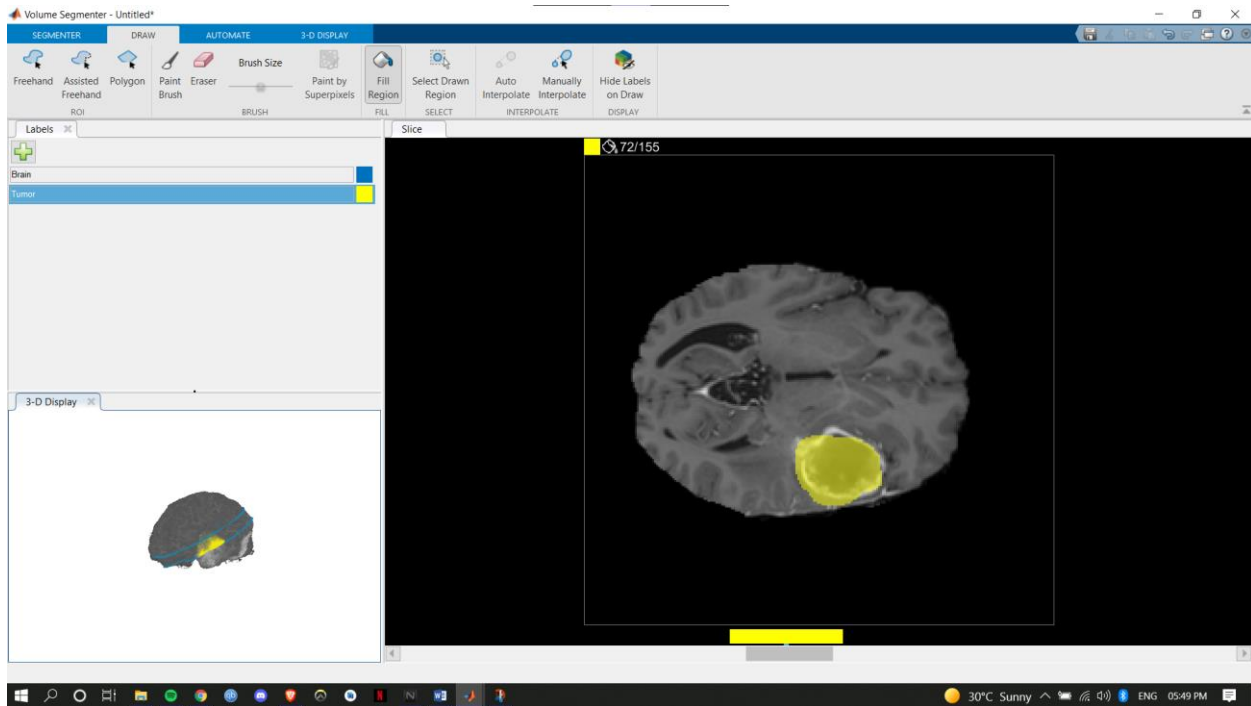 Volume Segmenter - Untitled*
SEGMENTER DRAW AUTOMATE 3-D DISPLAY
Freehand Assisted Freehand Polygon Paint Brush Eraser Brush Size Paint by Superpixels Fill Region Select Drawn Region Auto Interpolate Manually Interpolate Hide Labels on Draw
ROI BRUSH FILL SELECT INTERPOLATE DISPLAY
Labels Slice
72/155
Brain
Tumor
3-D Display
30°C Sunny ENG 05:49 PM